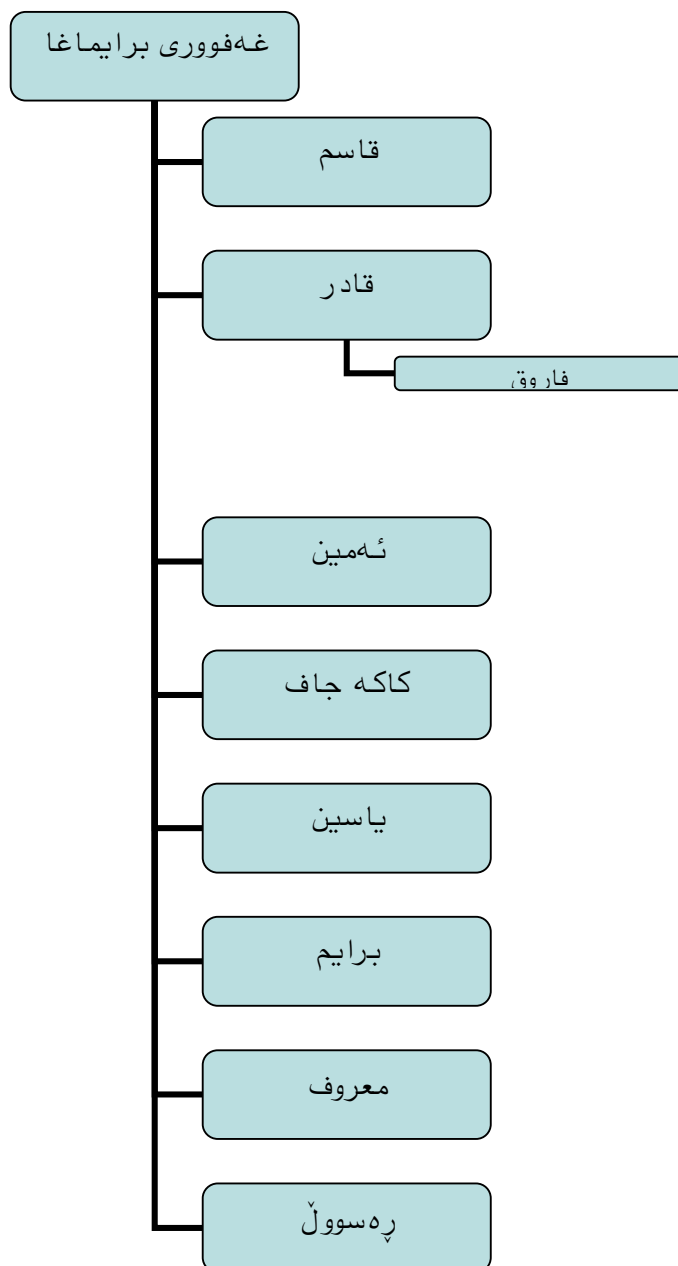 غەفووری برایماغا
قاسم
قادر
فاروق
ئەمین
کاکە جاف
یاسین
برایم
معروف
ڕەسووڵ